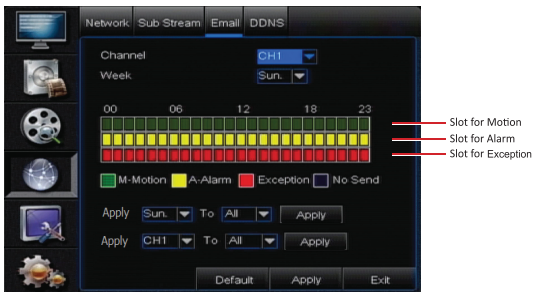 Network Sub Stream Email DDNS
Channel CH1
Week Sun.
00 06 12 18 23
Slot for Motion
Slot for Alarm
Slot for Exception
M-Motion A-Alarm Exception No Send
Apply Sun. To All Apply
Apply CH1 To All Apply
Default Apply Exit